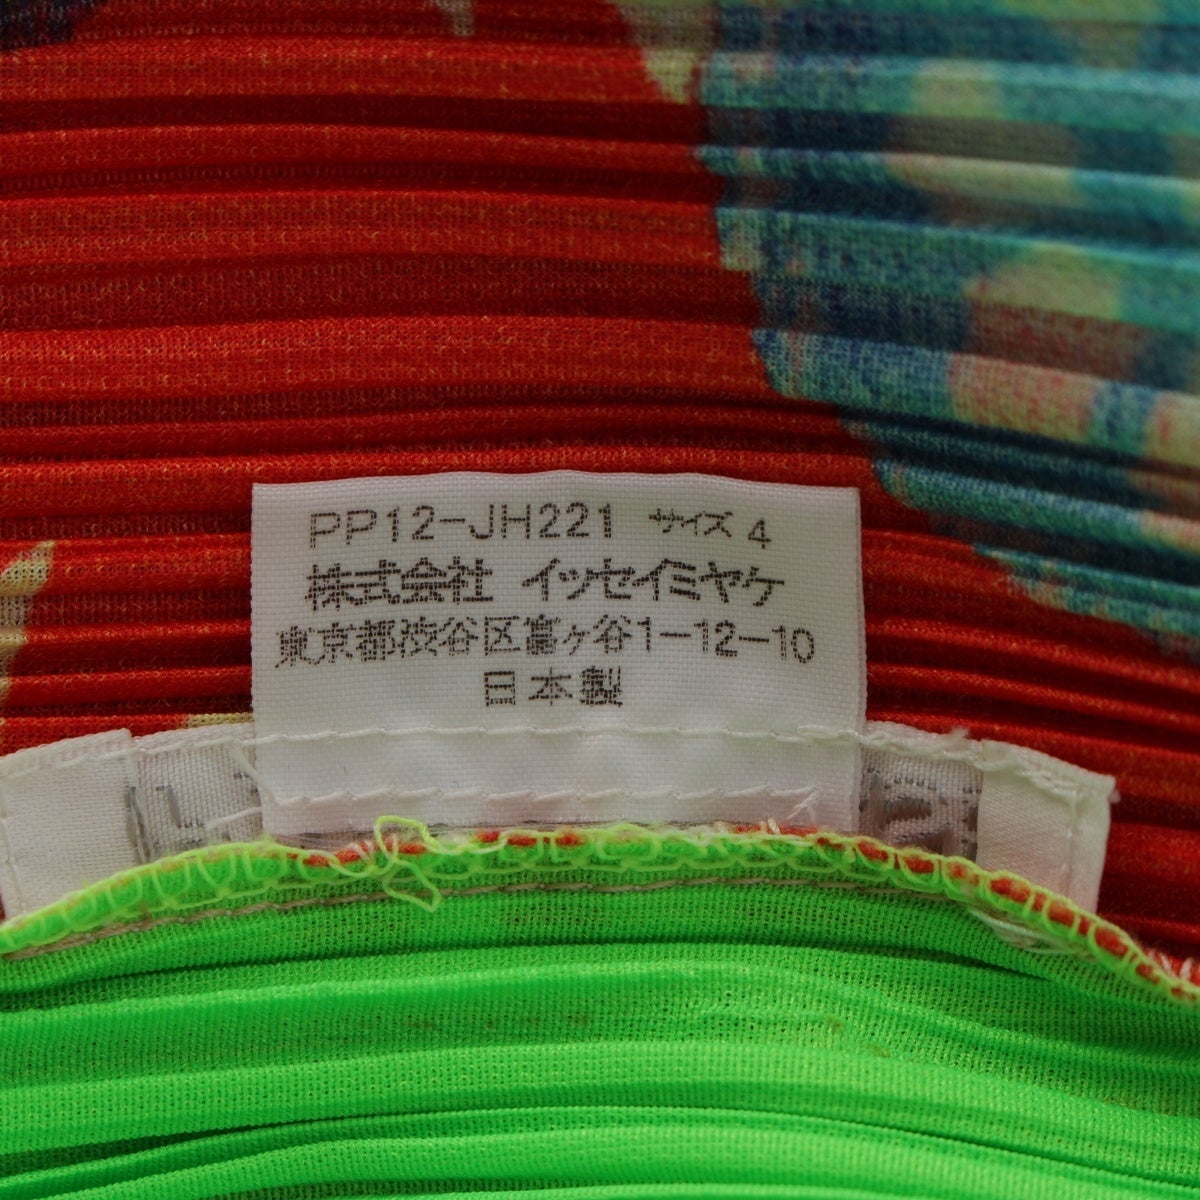 PP12-JH221 サイズ 4
株式会社 イッセイミヤケ
東京都渋谷区富ヶ谷1-12-10
日本製